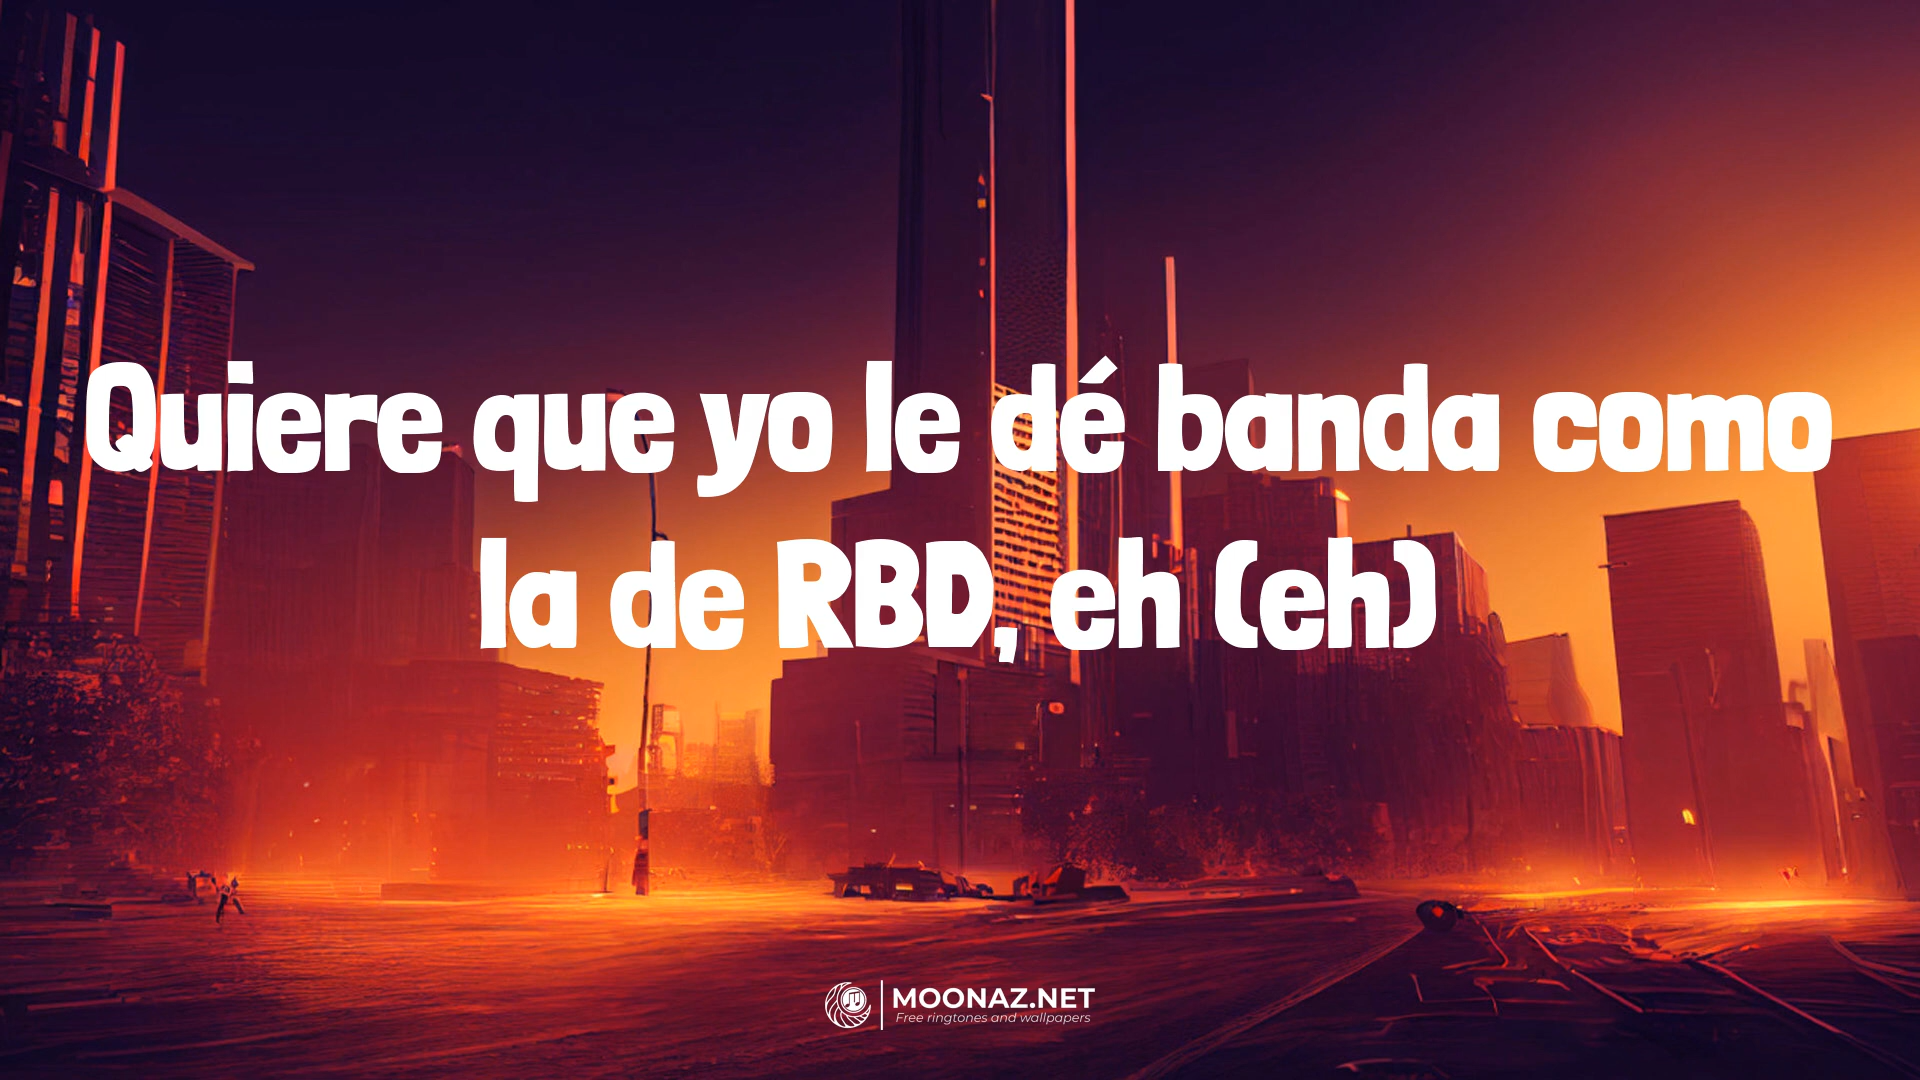 Quiere que yo le dé banda como
la de RBD, eh (eh)
MOONAZ.NET
Free ringtones and wallpapers